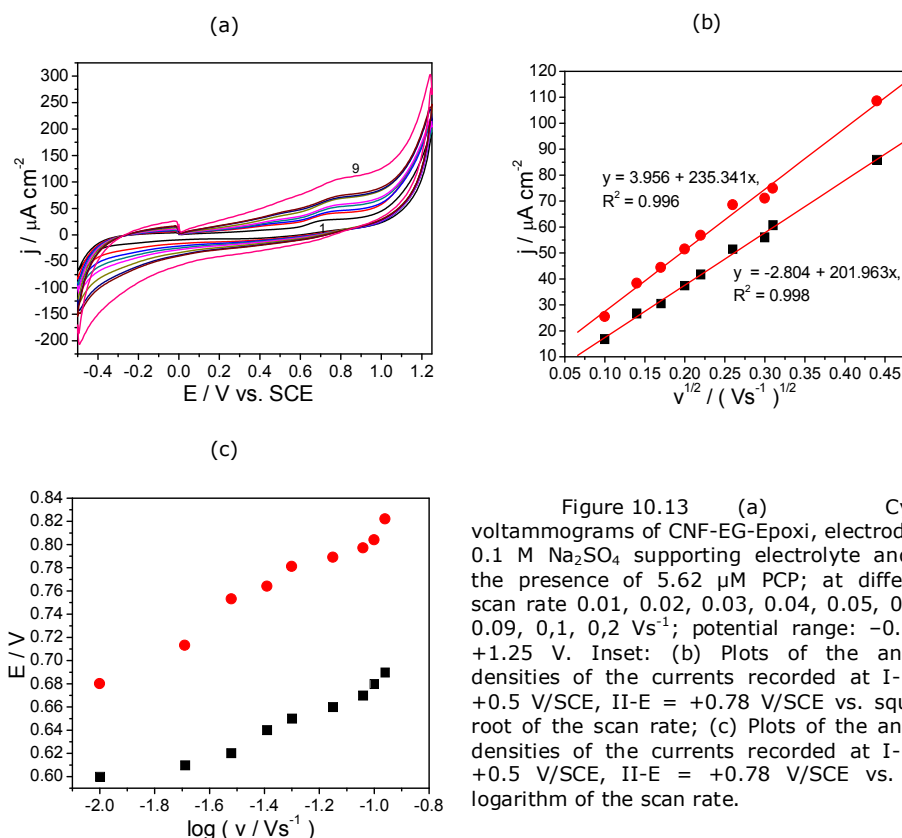 (a)
(b)
300
250
200
150
100
50
0
-50
-100
-150
-200
j / µA cm-2
9
1
-0.4 -0.2 0.0 0.2 0.4 0.6 0.8 1.0 1.2
E / V vs. SCE
120
110
100
90
80
70
60
50
40
30
20
10
j / µA cm-2
y = 3.956 + 235.341x,
R2 = 0.996
y = -2.804 + 201.963x,
R2 = 0.998
0.05 0.10 0.15 0.20 0.25 0.30 0.35 0.40 0.45
v1/2 / ( Vs-1 )1/2
(c)
0.84
0.82
0.80
0.78
0.76
0.74
0.72
0.70
0.68
0.66
0.64
0.62
0.60
E / V
-2.0 -1.8 -1.6 -1.4 -1.2 -1.0 -0.8
log ( v / Vs-1 )
Figure 10.13 (a)
voltammograms of CNF-EG-Epoxi,
0.1 M Na2SO4 supporting electrolyte and
the presence of 5.62 µM PCP; at
scan rate 0.01, 0.02, 0.03, 0.04, 0.05,
0.09, 0,1, 0,2 Vs-1; potential range:
+1.25 V. Inset: (b) Plots of the
densities of the currents recorded at
+0.5 V/SCE, II-E = +0.78 V/SCE vs.
root of the scan rate; (c) Plots of the
densities of the currents recorded at
+0.5 V/SCE, II-E = +0.78 V/SCE vs.
logarithm of the scan rate.